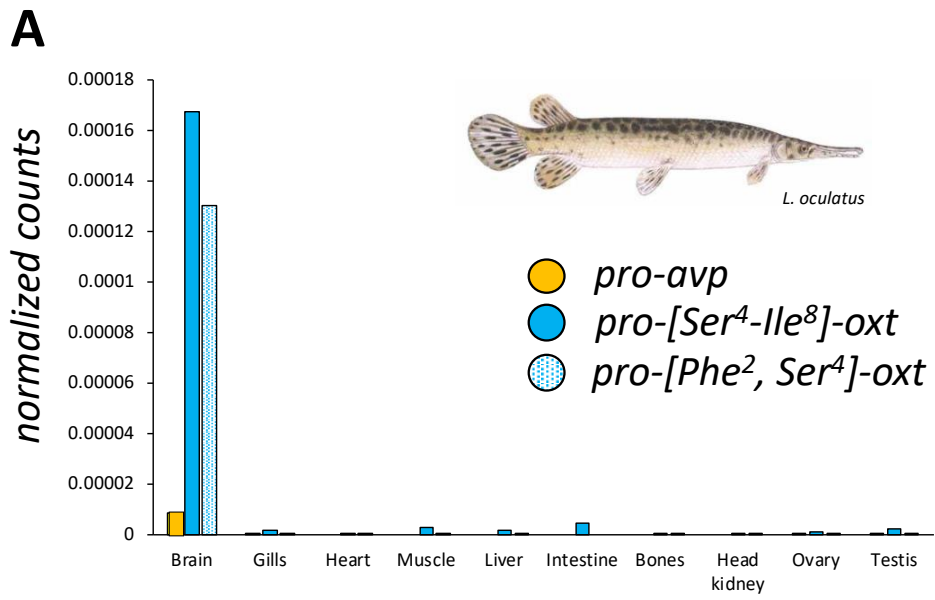 A
normalized counts
0.00018
0.00016
0.00014
0.00012
0.0001
0.00008
0.00006
0.00004
0.00002
0
L. oculatus
pro-avp
pro-[Ser⁴-Ile⁸]-oxt
pro-[Phe², Ser⁴]-oxt
Brain Gills Heart Muscle Liver Intestine Bones Head Ovary Testis
kidney